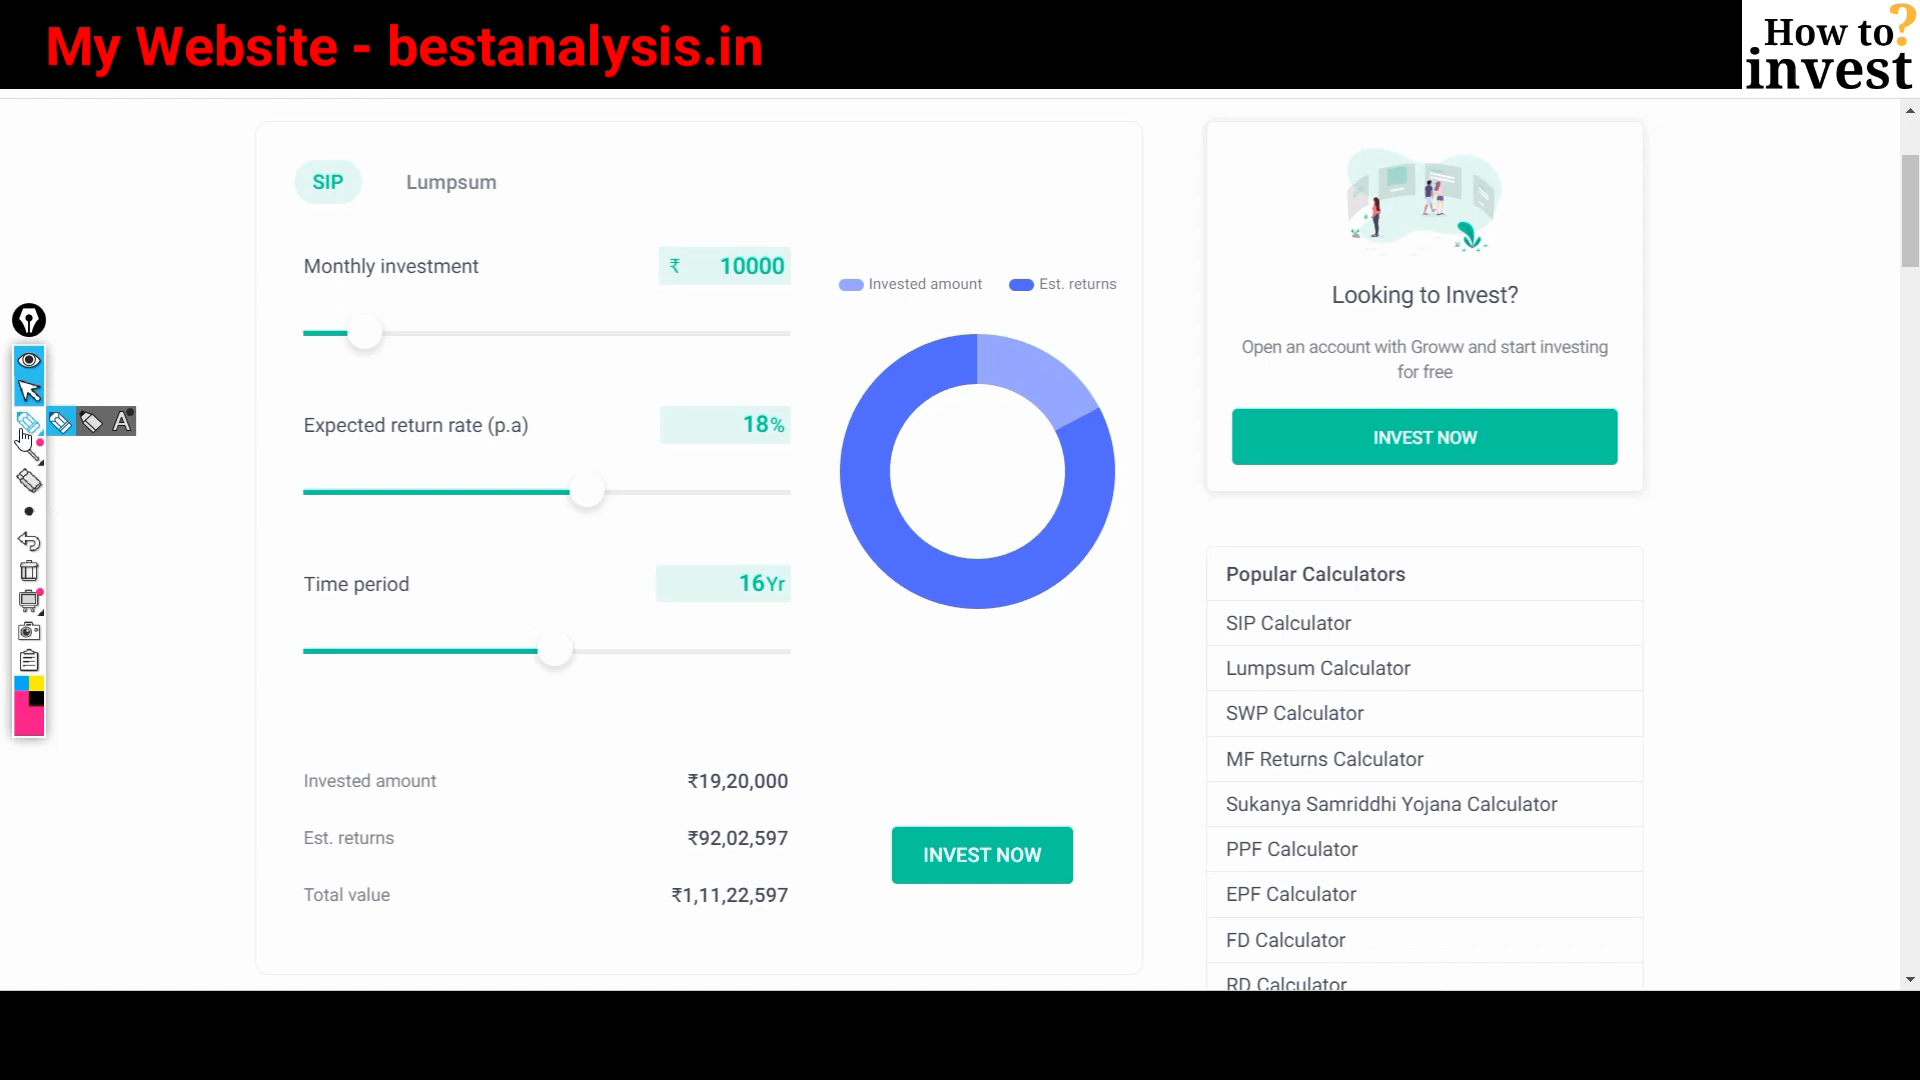 My Website - bestanalysis.in
How to?
invest
SIP
Lumpsum
Monthly investment
₹ 10000
Expected return rate (p.a)
18%
Time period
16Yr
Invested amount
₹19,20,000
Est. returns
₹92,02,597
Total value
₹1,11,22,597
Invested amount
Est. returns
INVEST NOW
Looking to Invest?
Open an account with Groww and start investing
for free
INVEST NOW
Popular Calculators
SIP Calculator
Lumpsum Calculator
SWP Calculator
MF Returns Calculator
Sukanya Samriddhi Yojana Calculator
PPF Calculator
EPF Calculator
FD Calculator
RD Calculator
A